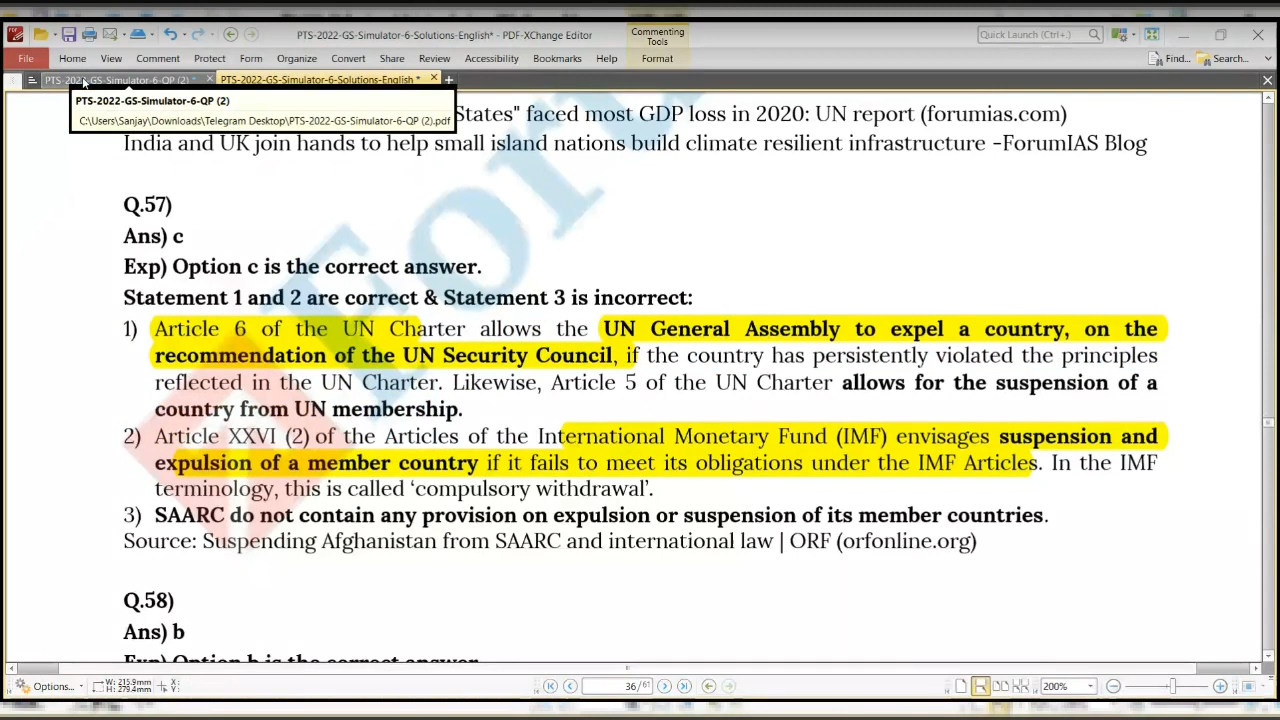 PTS-2022-GS-Simulator-6-Solutions-English* - PDF-XChange Editor
Commenting Tools
Quick Launch (Ctrl+.)
File Home View Comment Protect Form Organize Convert Share Review Accessibility Bookmarks Help Format
Find... Search...
PTS-2022-GS-Simulator-6-QP (2) *
PTS-2022-GS-Simulator-6-Solutions-English *
PTS-2022-GS-Simulator-6-QP (2)
C:\Users\Sanjay\Downloads\Telegram Desktop\PTS-2022-GS-Simulator-6-QP (2).pdf
States" faced most GDP loss in 2020: UN report (forumias.com)
India and UK join hands to help small island nations build climate resilient infrastructure -ForumIAS Blog
Q.57)
Ans) c
Exp) Option c is the correct answer.
Statement 1 and 2 are correct & Statement 3 is incorrect:
1) Article 6 of the UN Charter allows the UN General Assembly to expel a country, on the
recommendation of the UN Security Council, if the country has persistently violated the principles
reflected in the UN Charter. Likewise, Article 5 of the UN Charter allows for the suspension of a
country from UN membership.
2) Article XXVI (2) of the Articles of the International Monetary Fund (IMF) envisages suspension and
expulsion of a member country if it fails to meet its obligations under the IMF Articles. In the IMF
terminology, this is called ‘compulsory withdrawal’.
3) SAARC do not contain any provision on expulsion or suspension of its member countries.
Source: Suspending Afghanistan from SAARC and international law | ORF (orfonline.org)
Q.58)
Ans) b
Exp) Option b is the correct answer.
For
Options...
W: 215.9mm
H: 279.4mm
X:
Y:
36/61
200%